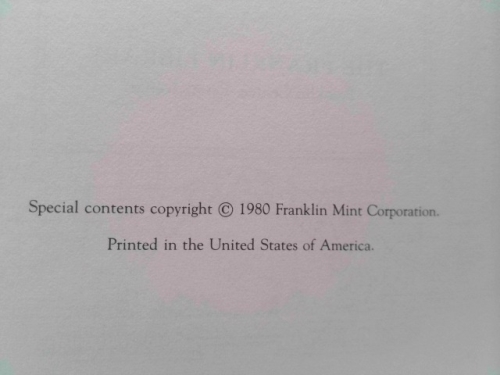 Special contents copyright © 1980 Franklin Mint Corporation.
Printed in the United States of America.